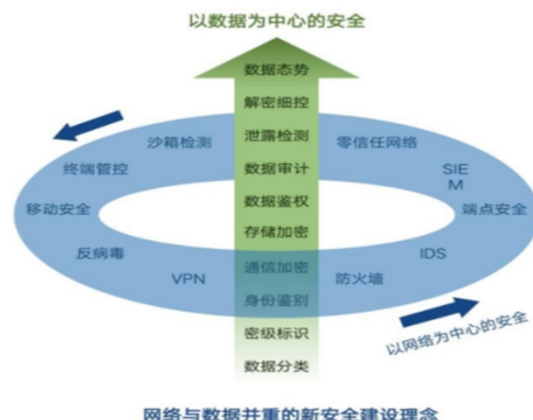 以数据为中心的安全
数据态势
解密细控
沙箱检测
泄露检测
零信任网络
终端管控
数据审计
SIE
M
移动安全
数据鉴权
端点安全
存储加密
反病毒
IDS
VPN
通信加密
防火墙
身份鉴别
以网络为中心的安全
密级标识
数据分类
网络与数据并重的新安全建设理念